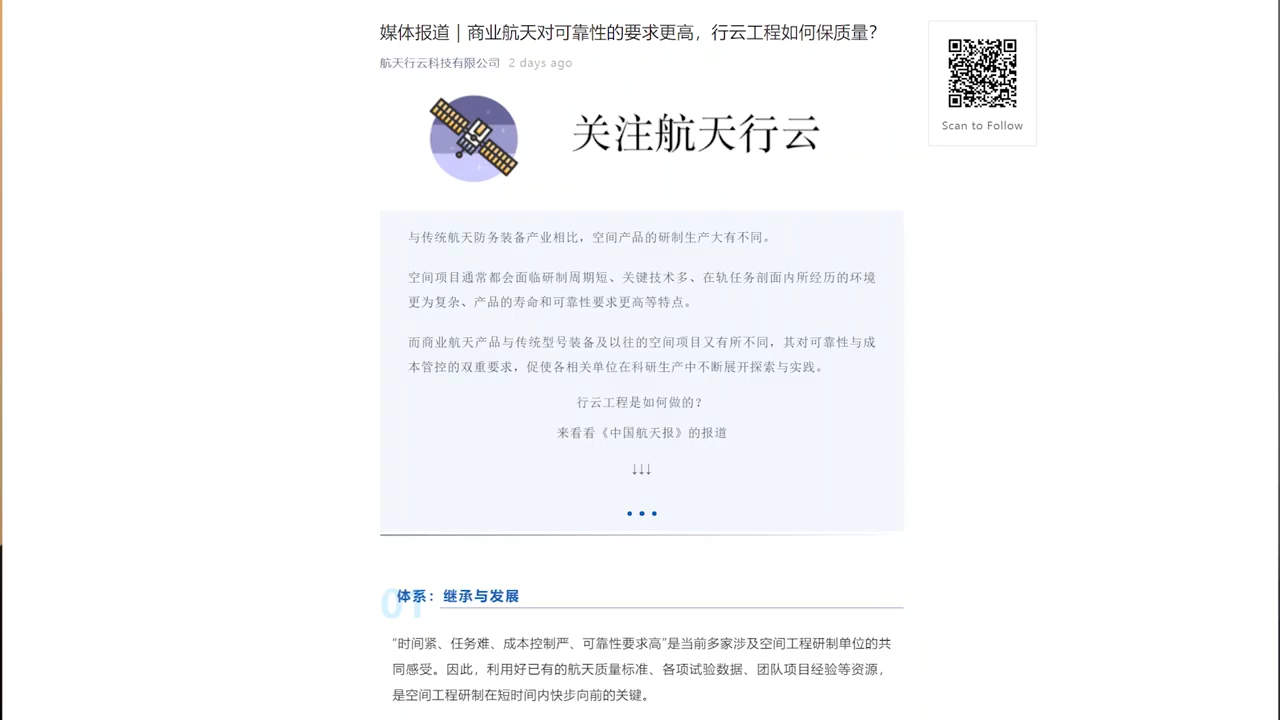 媒体报道｜商业航天对可靠性的要求更高，行云工程如何保质量？
航天行云科技有限公司 2 days ago
关注航天行云
Scan to Follow
与传统航天防务装备产业相比，空间产品的研制生产大有不同。
空间项目通常都会面临研制周期短、关键技术多、在轨任务剖面内所经历的环境
更为复杂、产品的寿命和可靠性要求更高等特点。
而商业航天产品与传统型号装备及以往的空间项目又有所不同，其对可靠性与成
本管控的双重要求，促使各相关单位在科研生产中不断展开探索与实践。
行云工程是如何做的？
来看看《中国航天报》的报道
↓↓↓
01
体系：继承与发展
“时间紧、任务难、成本控制严、可靠性要求高”是当前多家涉及空间工程研制单位的共
同感受。因此，利用好已有的航天质量标准、各项试验数据、团队项目经验等资源，
是空间工程研制在短时间内快步向前的关键。